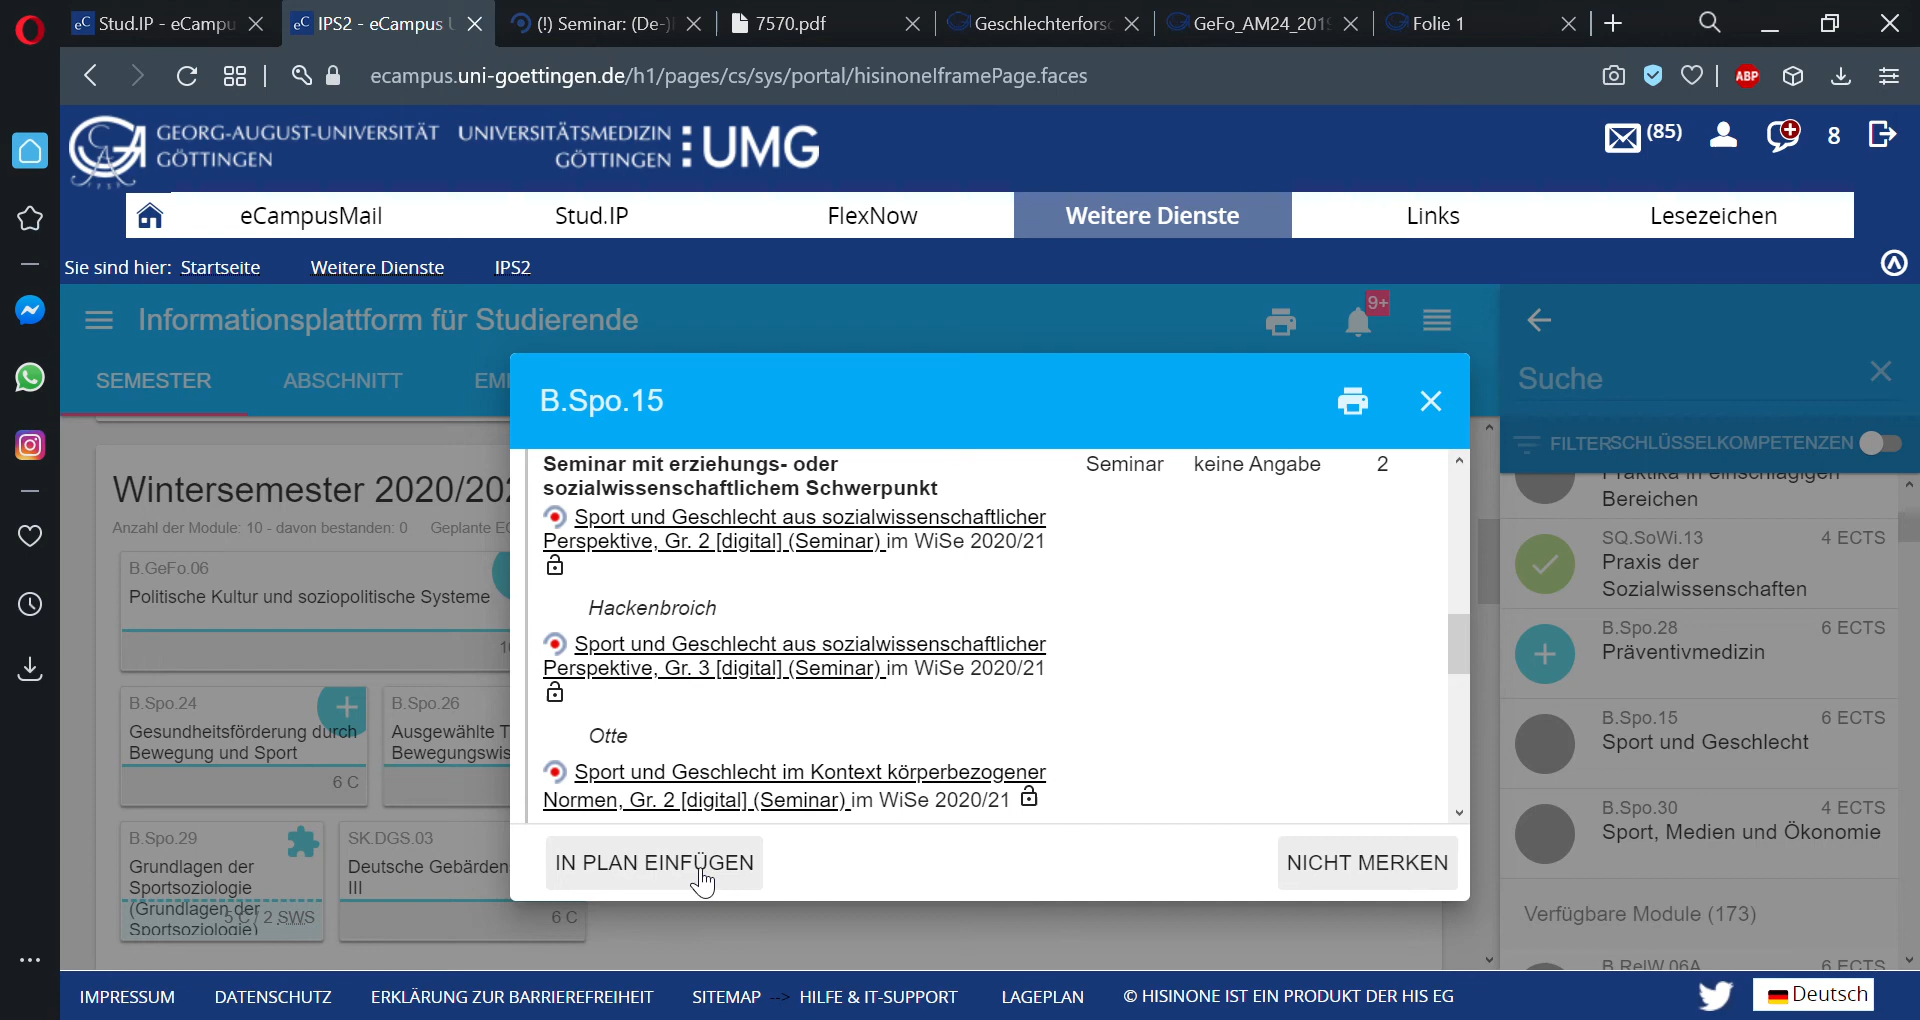 Stud.IP - eCampu
IPS2 - eCampus
(!) Seminar: (De-)
7570.pdf
Geschlechterfors
GeFo_AM24_201
Folie 1
ecampus.uni-goettingen.de/h1/pages/cs/sys/portal/hisinoneIframePage.faces
ABP
GEORG-AUGUST-UNIVERSITÄT
GÖTTINGEN
UNIVERSITÄTSMEDIZIN
GÖTTINGEN
UMG
(85)
8
eCampusMail
Stud.IP
FlexNow
Weitere Dienste
Links
Lesezeichen
Sie sind hier: Startseite Weitere Dienste IPS2
Informationsplattform für Studierende
9+
SEMESTER
ABSCHNITT
Suche
FILTER
SCHLÜSSELKOMPETENZEN
Wintersemester 2020/202
Anzahl der Module: 10 - davon bestanden: 0 Geplante
B.GeFo.06
Politische Kultur und soziopolitische Systeme
B.Spo.24
Gesundheitsförderung durch
Bewegung und Sport
6 C
B.Spo.26
Ausgewählte
B.Spo.29
Grundlagen der
Sportsoziologie
(Grundlagen der
Sportsoziologie)
5 C / 2 SWS
SK.DGS.03
Deutsche Gebärden
III
6 C
B.Spo.15
Seminar mit erziehungs- oder
sozialwissenschaftlichem Schwerpunkt
Seminar
keine Angabe
2
Sport und Geschlecht aus sozialwissenschaftlicher
Perspektive, Gr. 2 [digital] (Seminar) im WiSe 2020/21
Hackenbroich
Sport und Geschlecht aus sozialwissenschaftlicher
Perspektive, Gr. 3 [digital] (Seminar) im WiSe 2020/21
Otte
Sport und Geschlecht im Kontext körperbezogener
Normen, Gr. 2 [digital] (Seminar) im WiSe 2020/21
IN PLAN EINFÜGEN
NICHT MERKEN
Praktika in einschlägigen
Bereichen
SQ.SoWi.13
4 ECTS
Praxis der
Sozialwissenschaften
B.Spo.28
6 ECTS
Präventivmedizin
B.Spo.15
6 ECTS
Sport und Geschlecht
B.Spo.30
4 ECTS
Sport, Medien und Ökonomie
Verfügbare Module (173)
B.RelW.06A
6 ECTS
IMPRESSUM
DATENSCHUTZ
ERKLÄRUNG ZUR BARRIEREFREIHEIT
SITEMAP --> HILFE & IT-SUPPORT
LAGEPLAN
© HISINONE IST EIN PRODUKT DER HIS EG
Deutsch